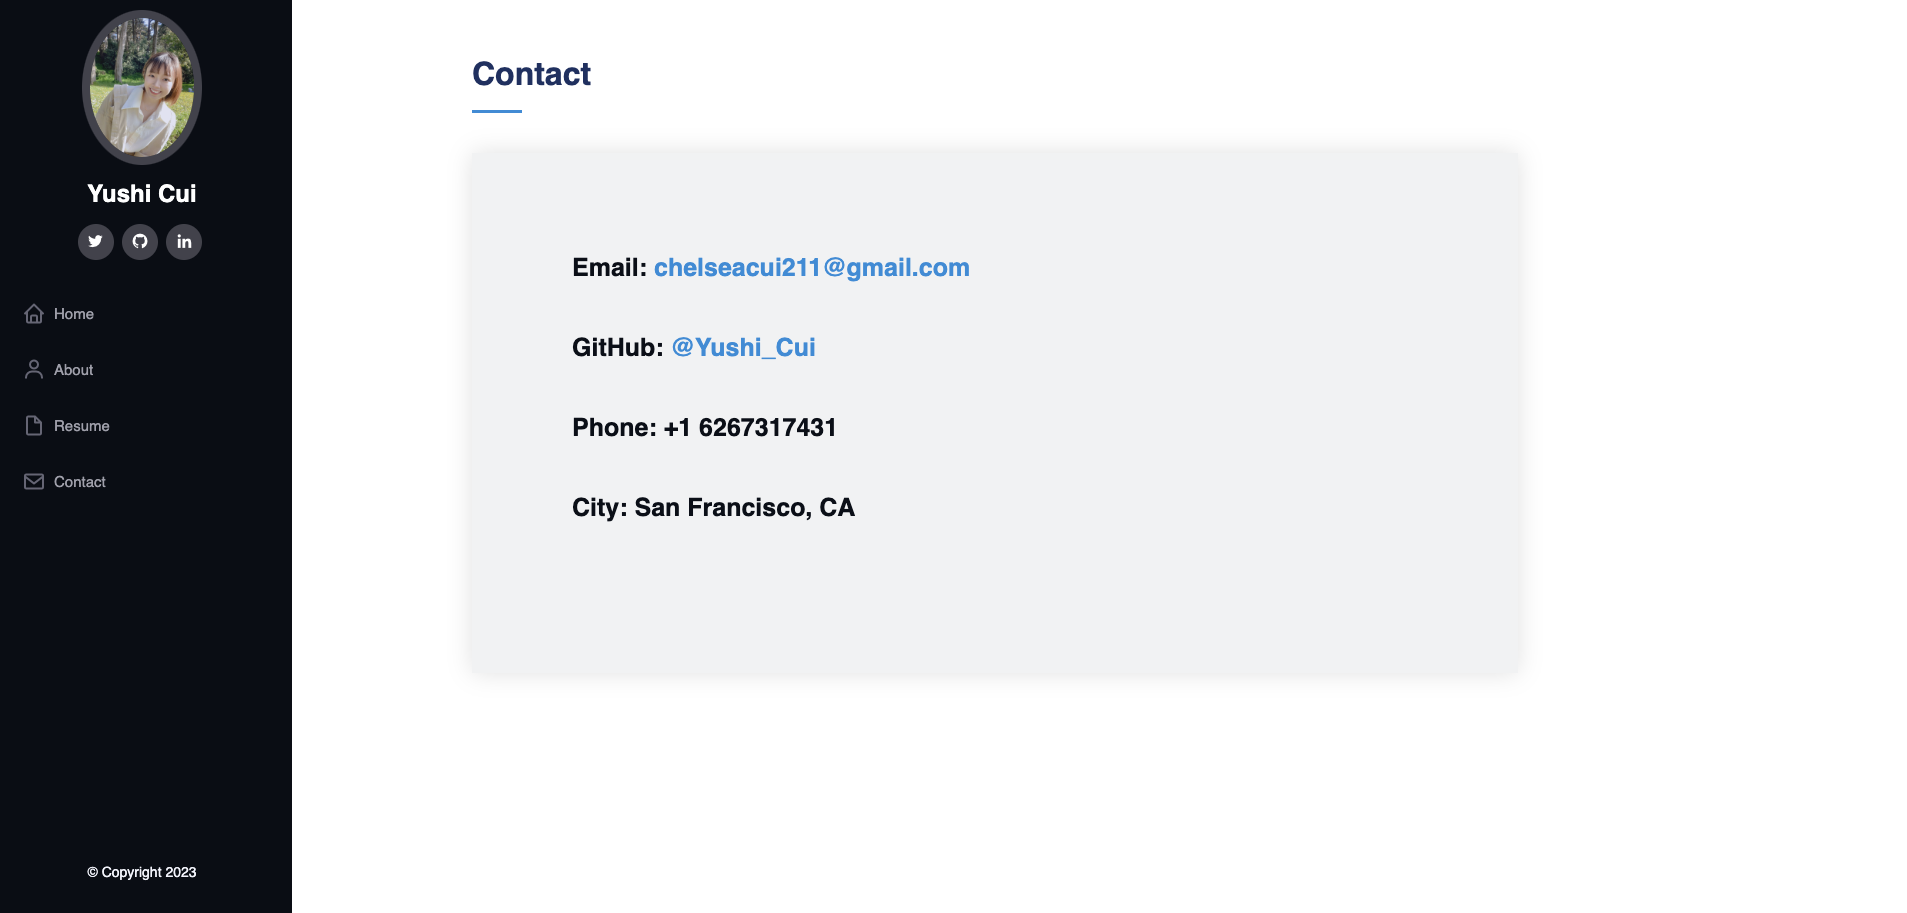 Yushi Cui
Home
About
Resume
Contact
© Copyright 2023
Contact
Email: chelseacui211@gmail.com
GitHub: @Yushi_Cui
Phone: +1 6267317431
City: San Francisco, CA